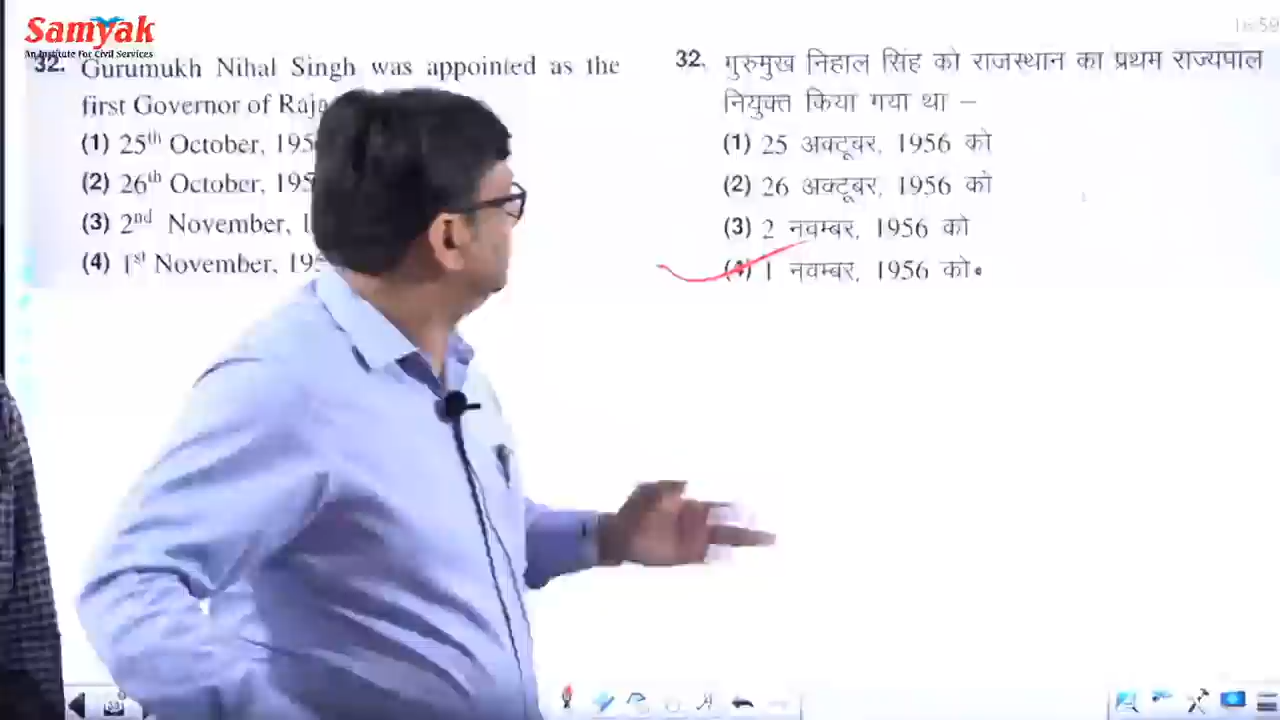 Samyak
An Institute For Civil Services
32. Gurumukh Nihal Singh was appointed as the
first Governor of Raja
(1) 25th October, 195
(2) 26th October, 195
(3) 2nd November, 1
(4) 1st November, 195
32. गुरुमुख निहाल सिंह को राजस्थान का प्रथम राज्यपाल
नियुक्त किया गया था –
(1) 25 अक्टूबर, 1956 को
(2) 26 अक्टूबर, 1956 को
(3) 2 नवम्बर, 1956 को
(4) 1 नवम्बर, 1956 को